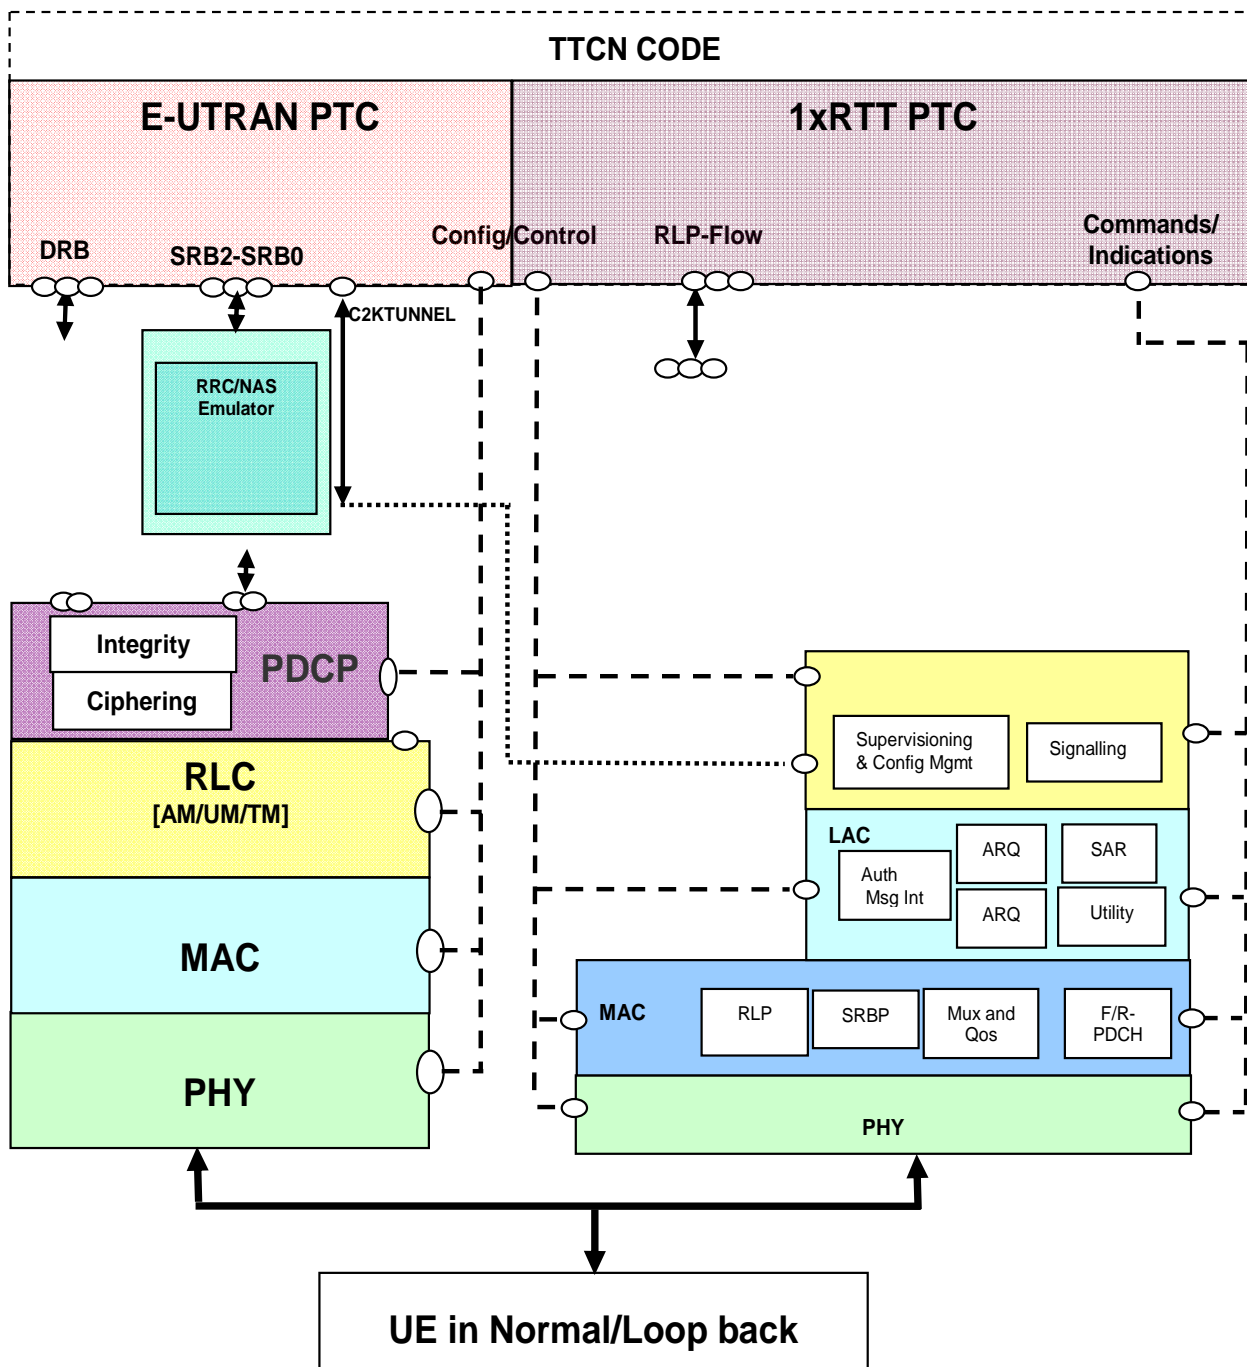 TTCN CODE
E-UTRAN PTC
1xRTT PTC
DRB
SRB2-SRB0
Config/Control
RLP-Flow
Commands/
Indications
C2KTUNNEL
RRC/NAS
Emulator
Integrity
Ciphering
PDCP
RLC
[AM/UM/TM]
MAC
PHY
Supervisioning
& Config Mgmt
Signalling
LAC
Auth
Msg Int
ARQ
SAR
ARQ
Utility
MAC
RLP
SRBP
Mux and
Qos
F/R-
PDCH
PHY
UE in Normal/Loop back